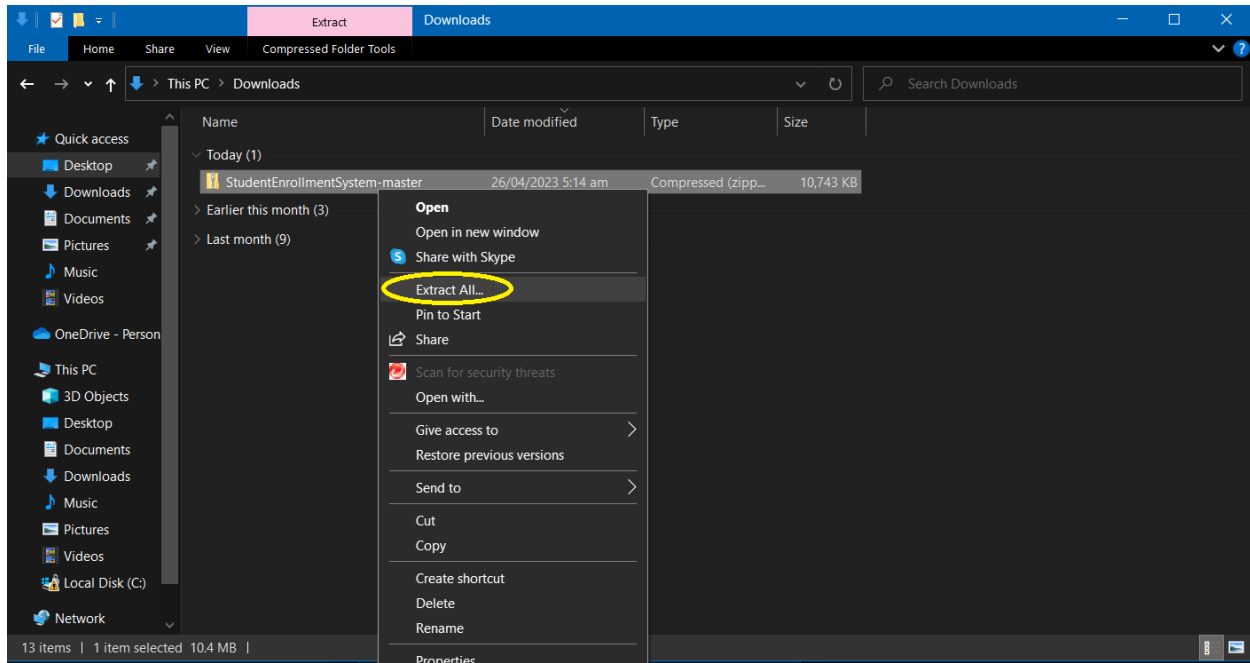 Extract
Downloads
File
Home
Share
View
Compressed Folder Tools
This PC > Downloads
Search Downloads
Name
Date modified
Type
Size
Quick access
Desktop
Downloads
Documents
Pictures
Music
Videos
OneDrive - Person
This PC
3D Objects
Desktop
Documents
Downloads
Music
Pictures
Videos
Local Disk (C:)
Network
Today (1)
StudentEnrollmentSystem-master 26/04/2023 5:14 am Compressed (zipp... 10,743 KB
Earlier this month (3)
Last month (9)
Open
Open in new window
S
Share with Skype
Extract All...
Pin to Start
Share
Scan for security threats
Open with...
Give access to
Restore previous versions
Send to
Cut
Copy
Create shortcut
Delete
Rename
Properties
13 items | 1 item selected 10.4 MB |